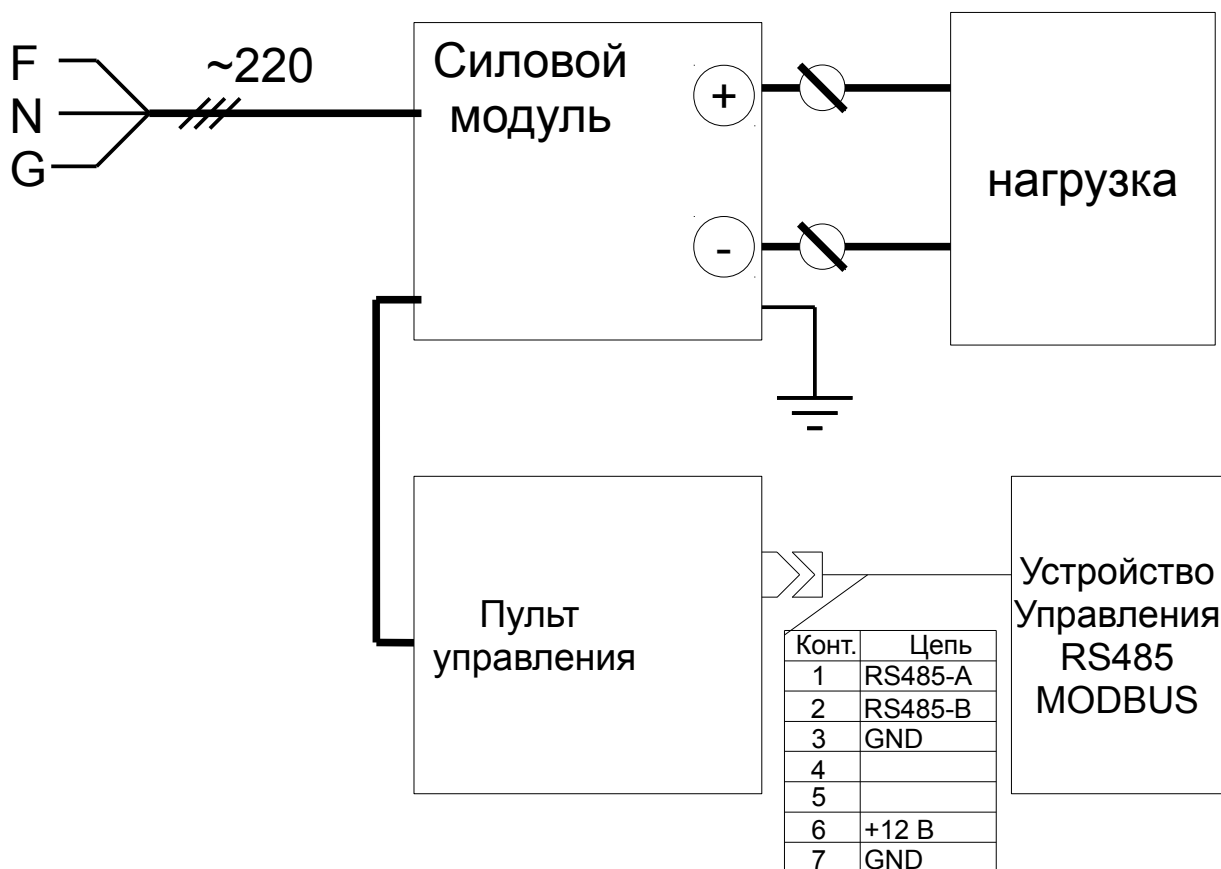 F
N
G
~220
Силовой
модуль
+
-
нагрузка
Пульт
управления
Устройство
Управления
RS485
MODBUS
Конт. Цепь
1 RS485-A
2 RS485-B
3 GND
4
5
6 +12 В
7 GND